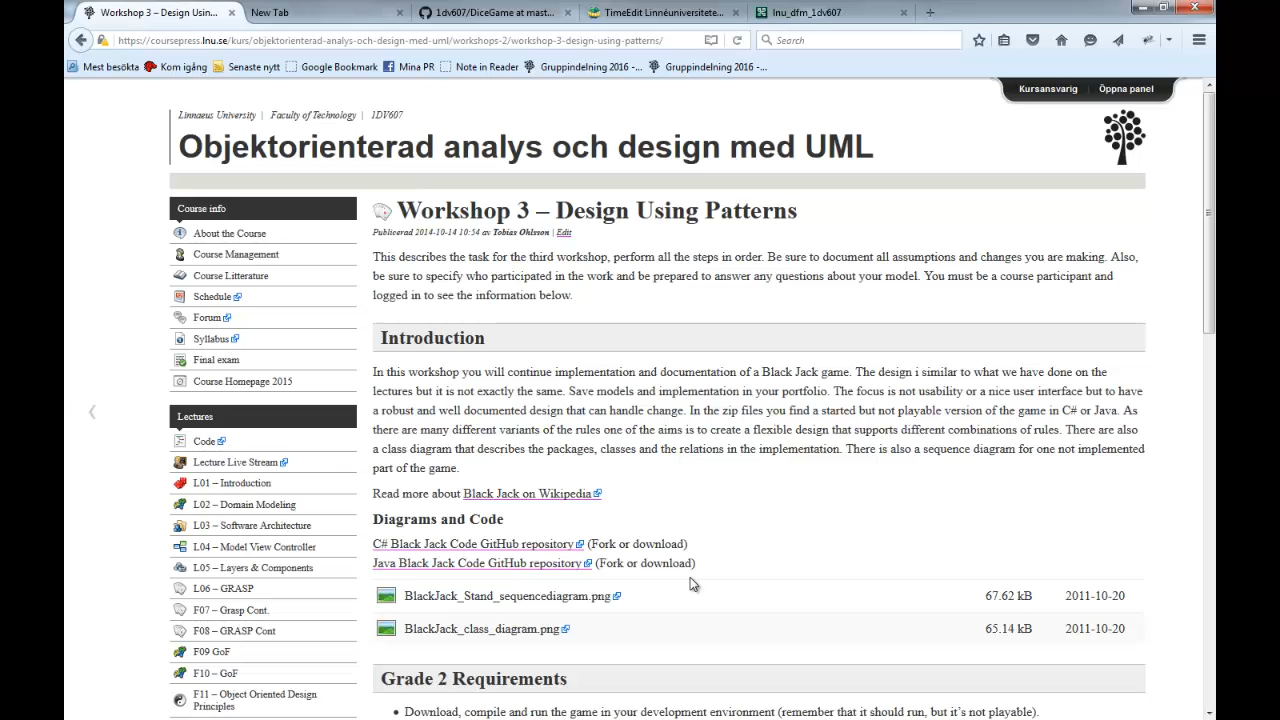 Workshop 3 – Design Usin...
New Tab
1dv607/DiceGame at mast...
TimeEdit Linnéuniversitete...
lnu_dfm_1dv607
https://coursepress.lnu.se/kurs/objektorienterad-analys-och-design-med-uml/workshops-2/workshop-3-design-using-patterns/
Search
Mest besökta
Kom igång
Senaste nytt
Google Bookmark
Mina PR
Note in Reader
Gruppindelning 2016 -...
Gruppindelning 2016 -...
Kursansvarig
Öppna panel
Linnaeus University | Faculty of Technology | 1DV607
Objektorienterad analys och design med UML
Course info
About the Course
Course Management
Course Litterature
Schedule
Forum
Syllabus
Final exam
Course Homepage 2015
Lectures
Code
Lecture Live Stream
L01 – Introduction
L02 – Domain Modeling
L03 – Software Architecture
L04 – Model View Controller
L05 – Layers & Components
L06 – GRASP
F07 – Grasp Cont.
F08 – GRASP Cont
F09 GoF
F10 – GoF
F11 – Object Oriented Design
Principles
Workshop 3 – Design Using Patterns
Publicerad 2014-10-14 10:54 av Tobias Ohlsson | Edit
This describes the task for the third workshop, perform all the steps in order. Be sure to document all assumptions and changes you are making. Also,
be sure to specify who participated in the work and be prepared to answer any questions about your model. You must be a course participant and
logged in to see the information below.
Introduction
In this workshop you will continue implementation and documentation of a Black Jack game. The design i similar to what we have done on the
lectures but it is not exactly the same. Save models and implementation in your portfolio. The focus is not usability or a nice user interface but to have
a robust and well documented design that can handle change. In the zip files you find a started but not playable version of the game in C# or Java. As
there are many different variants of the rules one of the aims is to create a flexible design that supports different combinations of rules. There are also
a class diagram that describes the packages, classes and the relations in the implementation. There is also a sequence diagram for one not implemented
part of the game.
Read more about Black Jack on Wikipedia
Diagrams and Code
C# Black Jack Code GitHub repository (Fork or download)
Java Black Jack Code GitHub repository (Fork or download)
BlackJack_Stand_sequencediagram.png 67.62 kB 2011-10-20
BlackJack_class_diagram.png 65.14 kB 2011-10-20
Grade 2 Requirements
• Download, compile and run the game in your development environment (remember that it should run, but it's not playable).